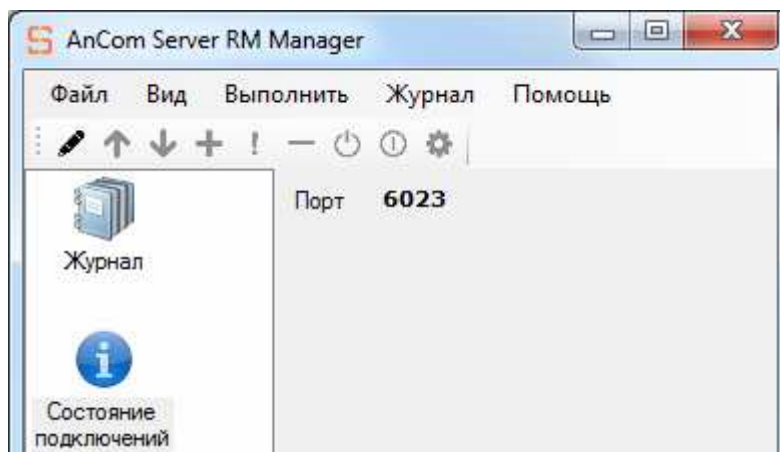 AnCom Server RM Manager
Файл Вид Выполнить Журнал Помощь
Порт 6023
Журнал
Состояние
подключений